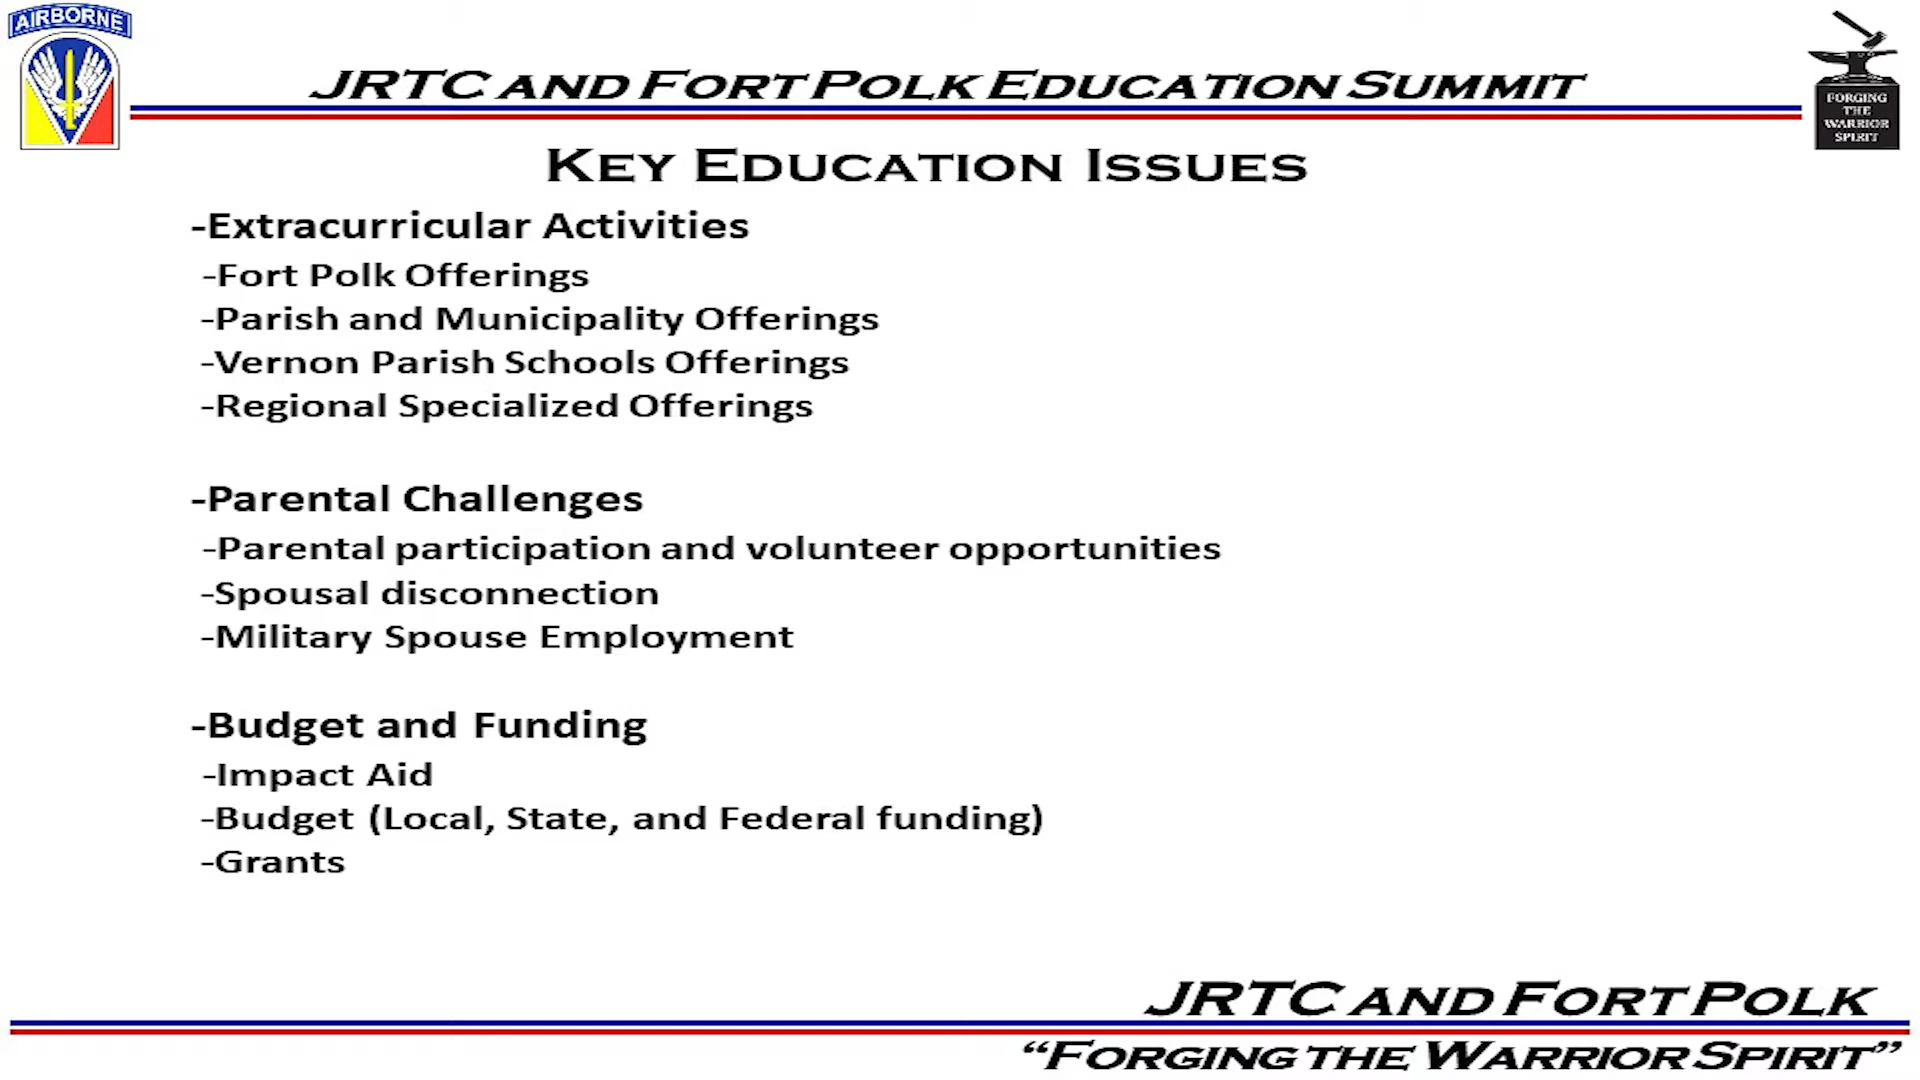 AIRBORNE
JRTC AND FORT POLK EDUCATION SUMMIT
FORGING
THE
WARRIOR
SPIRIT
KEY EDUCATION ISSUES
-Extracurricular Activities
-Fort Polk Offerings
-Parish and Municipality Offerings
-Vernon Parish Schools Offerings
-Regional Specialized Offerings
-Parental Challenges
-Parental participation and volunteer opportunities
-Spousal disconnection
-Military Spouse Employment
-Budget and Funding
-Impact Aid
-Budget (Local, State, and Federal funding)
-Grants
JRTC AND FORT POLK
“FORGING THE WARRIOR SPIRIT”